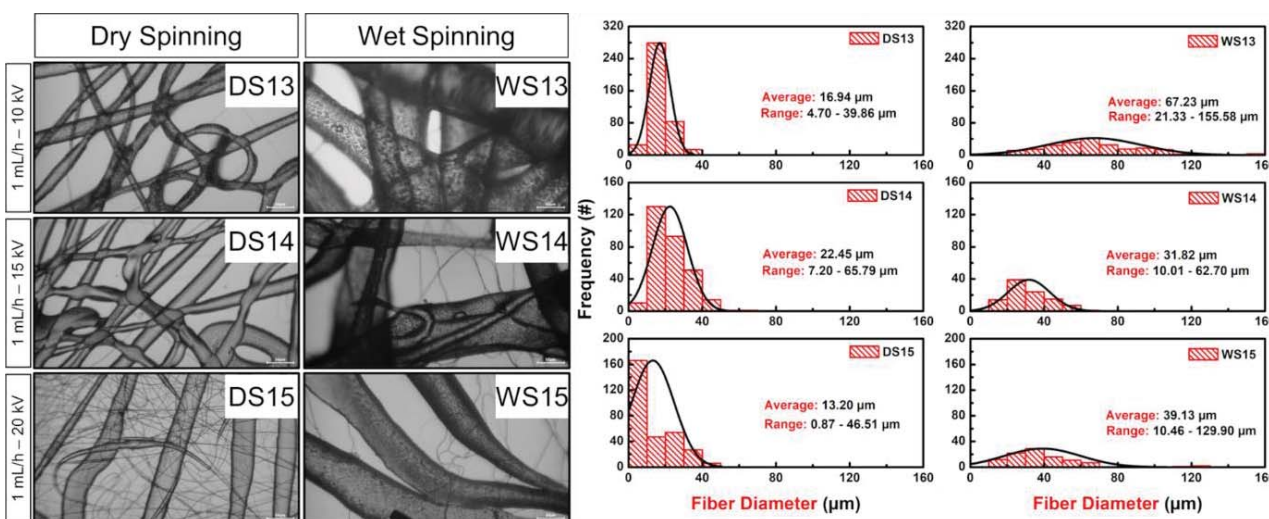 Dry Spinning
Wet Spinning
1 mL/h – 10 kV
DS13
WS13
1 mL/h – 15 kV
DS14
WS14
1 mL/h – 20 kV
DS15
WS15
Frequency (#)
320
240
160
80
0
0 40 80 120 160
DS13
Average: 16.94 µm
Range: 4.70 - 39.86 µm
320
240
160
80
0
0 40 80 120 160
WS13
Average: 67.23 µm
Range: 21.33 - 155.58 µm
160
120
80
40
0
0 40 80 120 160
DS14
Average: 22.45 µm
Range: 7.20 - 65.79 µm
160
120
80
40
0
0 40 80 120 160
WS14
Average: 31.82 µm
Range: 10.01 - 62.70 µm
200
160
120
80
40
0
0 40 80 120 160
DS15
Average: 13.20 µm
Range: 0.87 - 46.51 µm
Fiber Diameter (µm)
200
160
120
80
40
0
0 40 80 120 160
WS15
Average: 39.13 µm
Range: 10.46 - 129.90 µm
Fiber Diameter (µm)